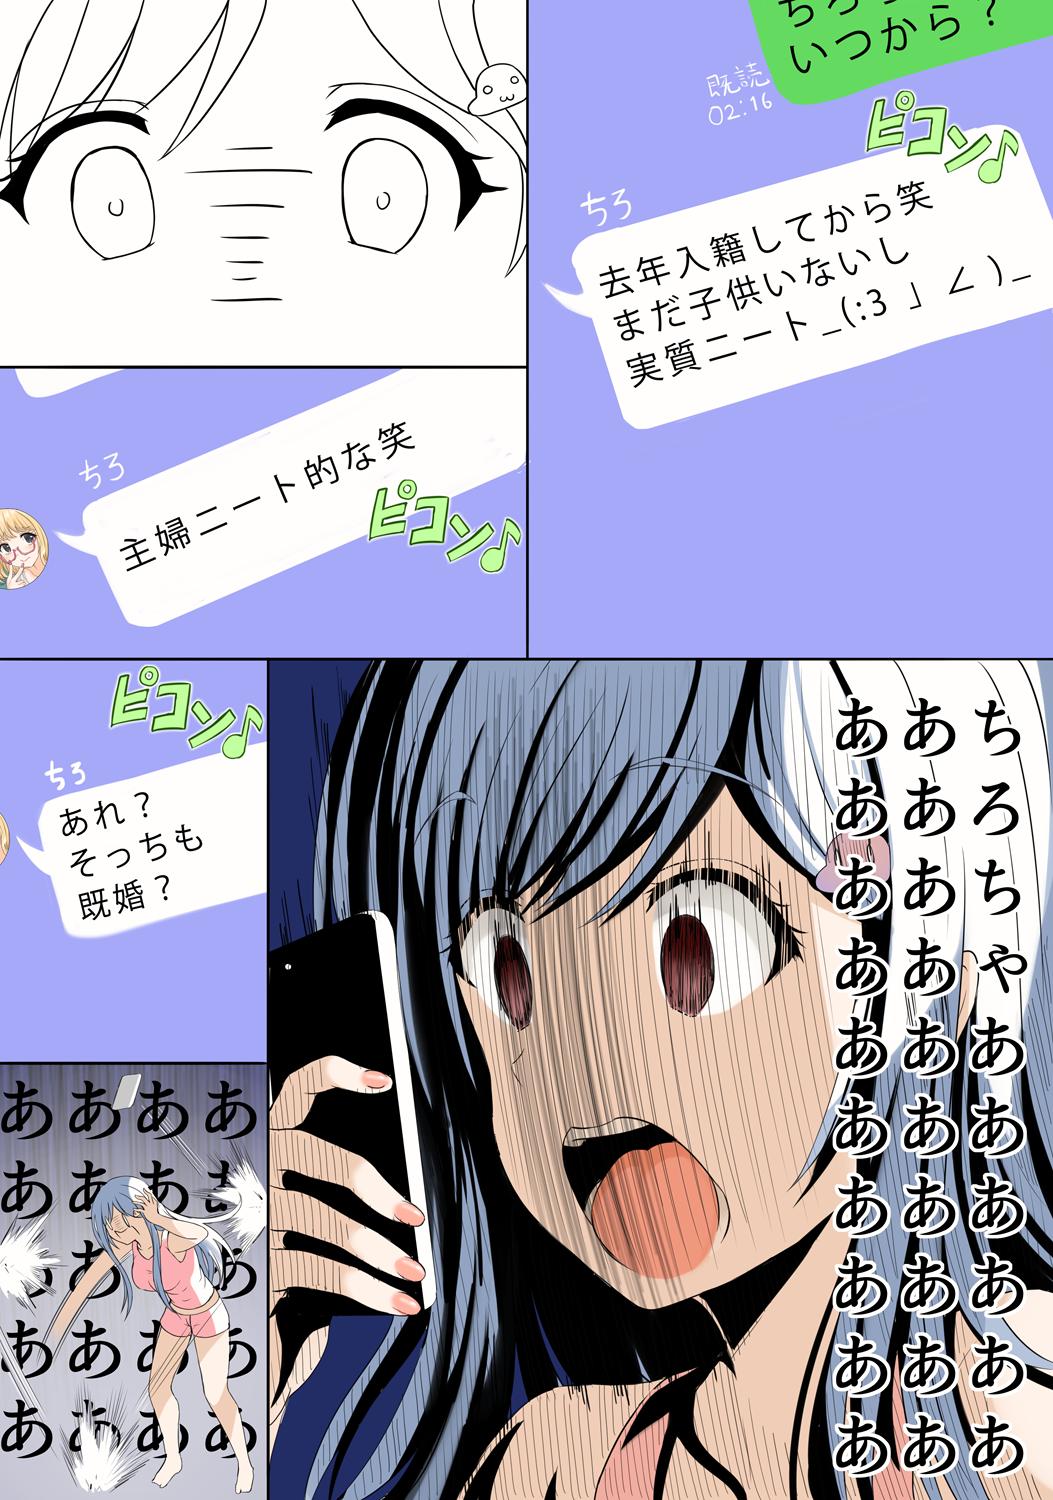 いつから？
既読
02:16
ピコン♪
ちろ
去年入籍してから笑
まだ子供いないし
実質ニート_(:3 」∠ )_
ちろ
主婦ニート的な笑
ピコン♪
ピコン♪
ちろ
あれ？
そっちも
既婚？
ちろちゃああああああ
ああああああああああ
ああああああああああ
あああああ
あああああ
あああああ
あああああ